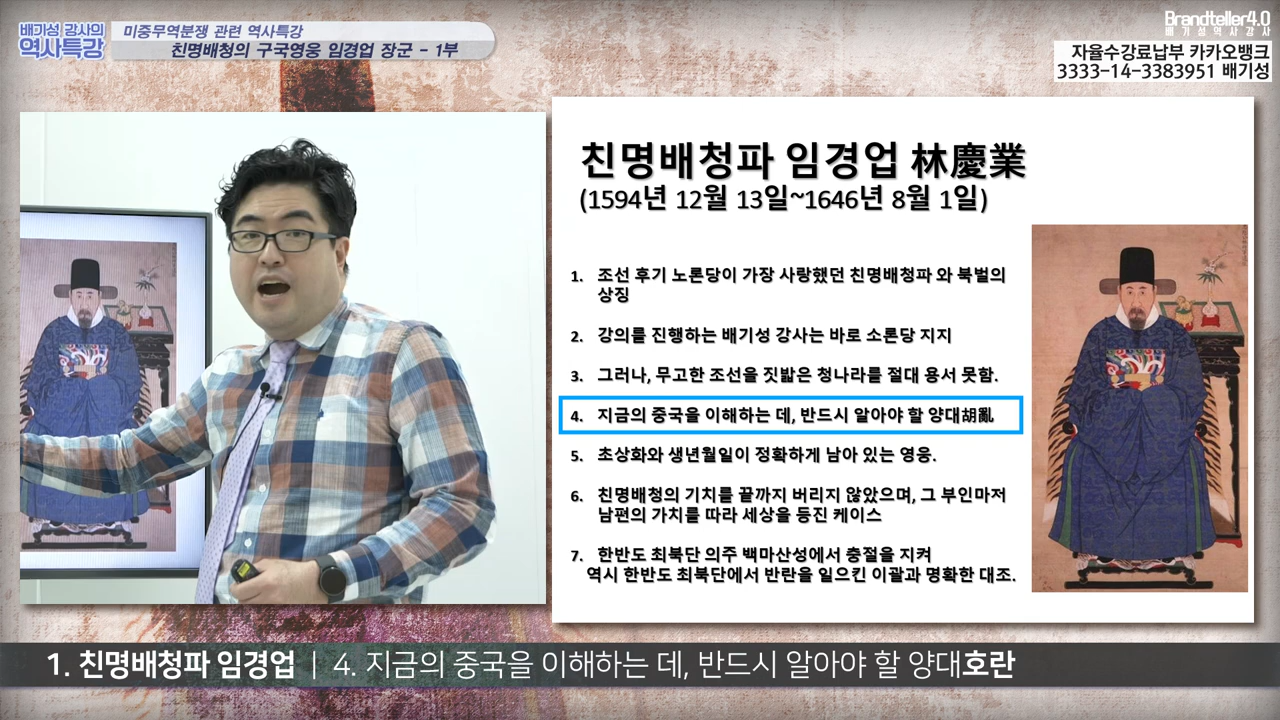 배기성 강사의
역사특강
미중무역분쟁 관련 역사특강
친명배청의 구국영웅 임경업 장군 - 1부
Brandteller4.0
배기성역사강사
자율수강료납부 카카오뱅크
3333-14-3383951 배기성
친명배청파 임경업 林慶業
(1594년 12월 13일~1646년 8월 1일)
1. 조선 후기 노론당이 가장 사랑했던 친명배청파 와 북벌의
상징
2. 강의를 진행하는 배기성 강사는 바로 소론당 지지
3. 그러나, 무고한 조선을 짓밟은 청나라를 절대 용서 못함.
4. 지금의 중국을 이해하는 데, 반드시 알아야 할 양대胡亂
5. 초상화와 생년월일이 정확하게 남아 있는 영웅.
6. 친명배청의 기치를 끝까지 버리지 않았으며, 그 부인마저
남편의 가치를 따라 세상을 등진 케이스
7. 한반도 최북단 의주 백마산성에서 충절을 지켜
역시 한반도 최북단에서 반란을 일으킨 이괄과 명확한 대조.
1. 친명배청파 임경업 | 4. 지금의 중국을 이해하는 데, 반드시 알아야 할 양대호란